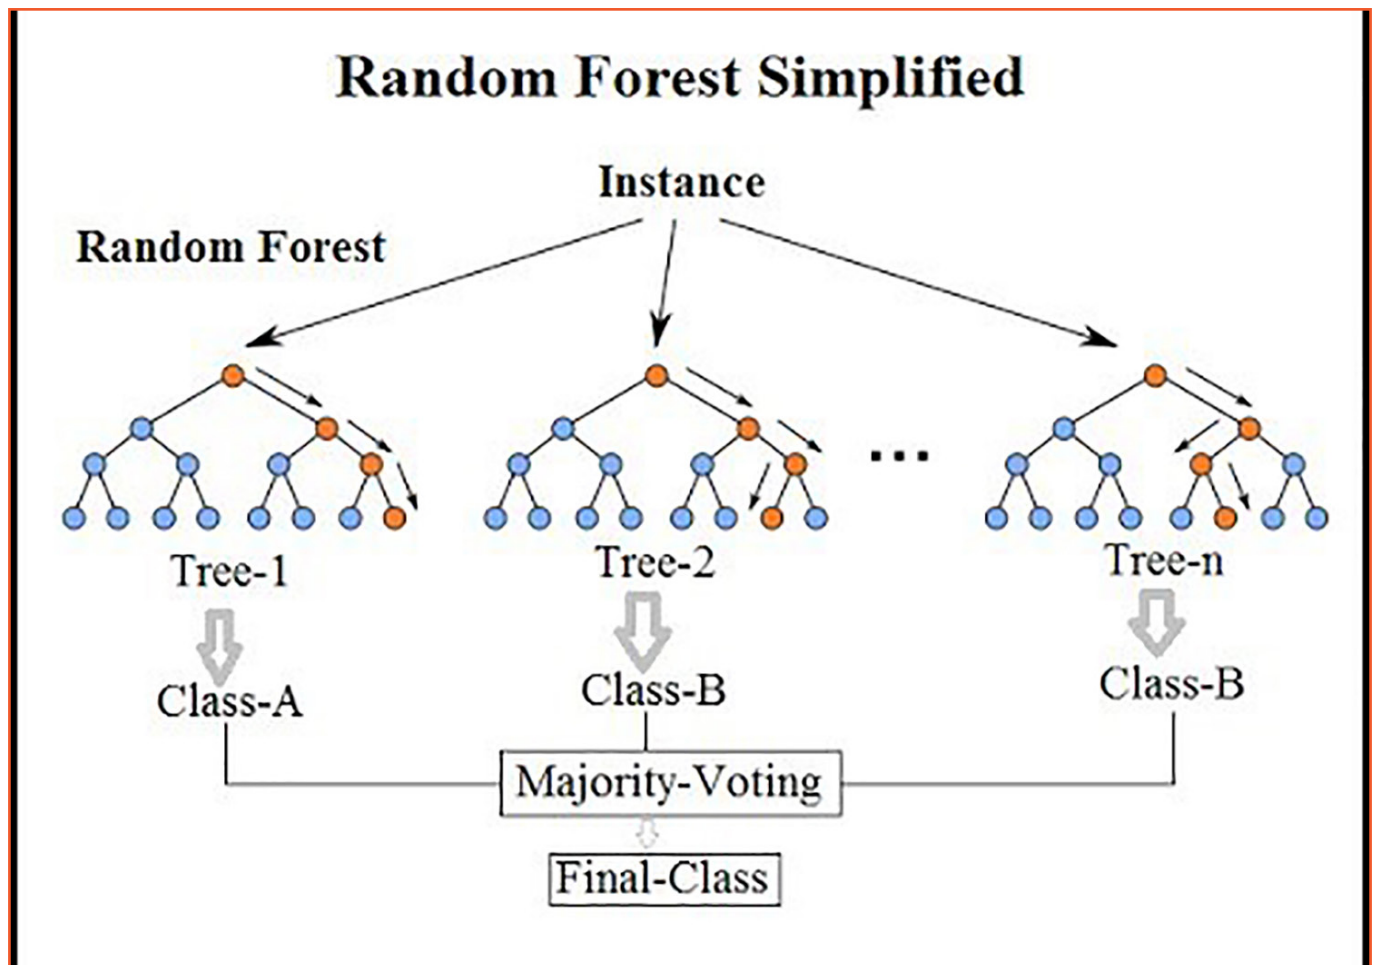 Random Forest Simplified
Instance
Random Forest
...
Tree-1
Tree-2
Tree-n
Class-A
Class-B
Class-B
Majority-Voting
Final-Class